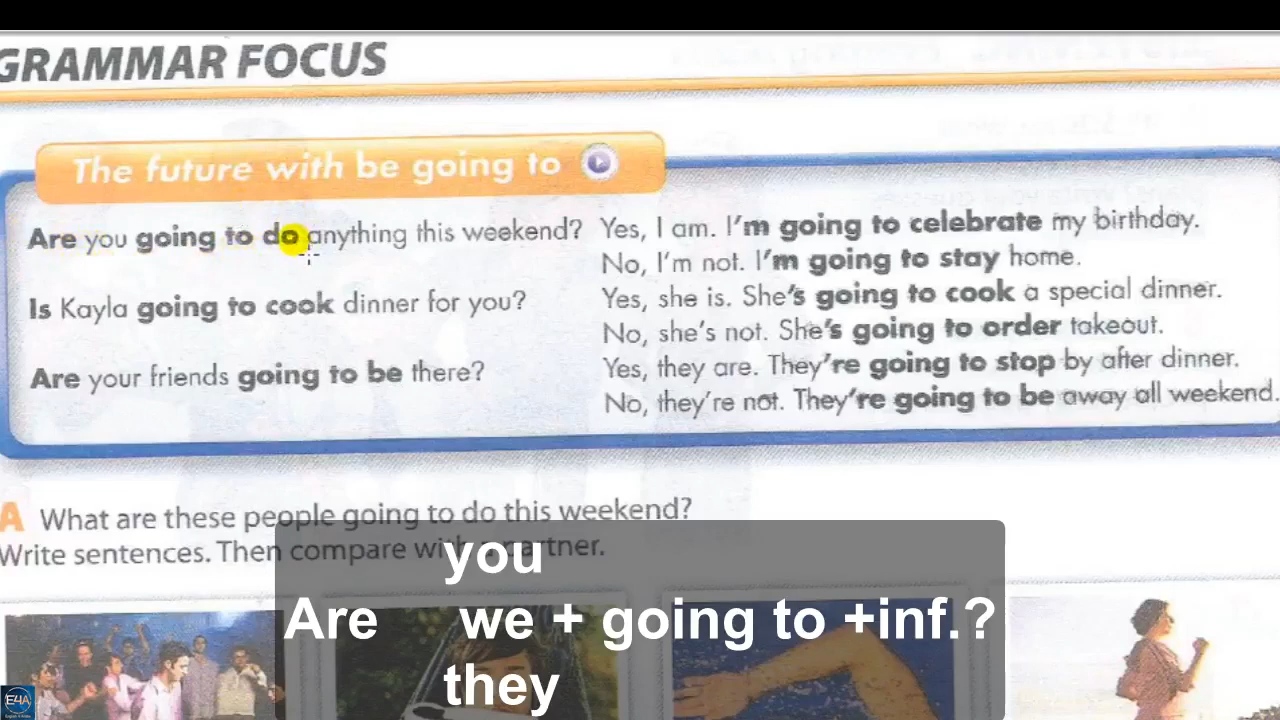 GRAMMAR FOCUS
The future with be going to
Are you going to do anything this weekend?
Is Kayla going to cook dinner for you?
Are your friends going to be there?
Yes, I am. I'm going to celebrate my birthday.
No, I'm not. I'm going to stay home.
Yes, she is. She's going to cook a special dinner.
No, she's not. She's going to order takeout.
Yes, they are. They're going to stop by after dinner.
No, they're not. They're going to be away all weekend.
A What are these people going to do this weekend?
Write sentences. Then compare with a partner.
you
Are we + going to +inf.?
they
E4A